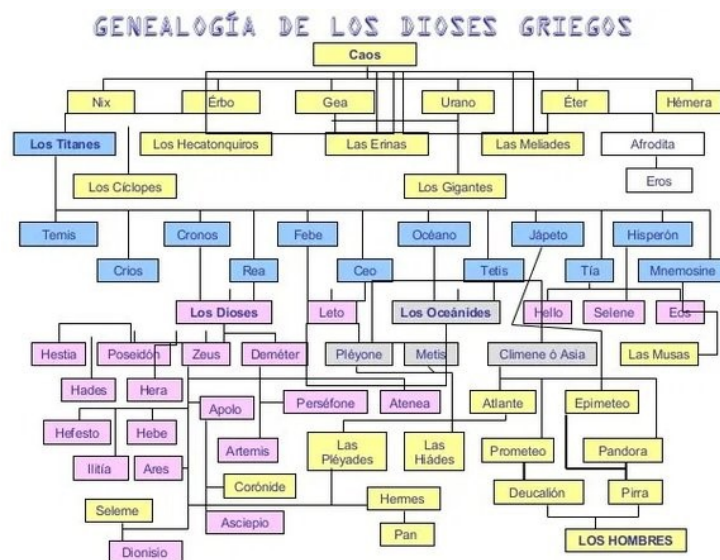 GENEALOGÍA DE LOS DIOSES GRIEGOS
Caos
Nix
Érbo
Gea
Urano
Éter
Hémera
Los Titanes
Los Hecatonquiros
Las Erinas
Las Meliades
Afrodita
Los Cíclopes
Los Gigantes
Eros
Temis
Cronos
Febe
Océano
Jápeto
Hisperón
Crios
Rea
Ceo
Tetis
Tía
Mnemosine
Los Dioses
Leto
Los Oceánides
Hello
Selene
Eos
Hestia
Poseidón
Zeus
Deméter
Pléyone
Metis
Climene ó Asia
Las Musas
Hades
Hera
Apolo
Perséfone
Atenea
Atlante
Epimeteo
Hefesto
Hebe
Artemis
Las
Pléyades
Las
Hiádes
Prometeo
Pandora
Ilitía
Ares
Corónide
Hermes
Deucalión
Pirra
Seleme
Asciepio
Pan
LOS HOMBRES
Dionisio